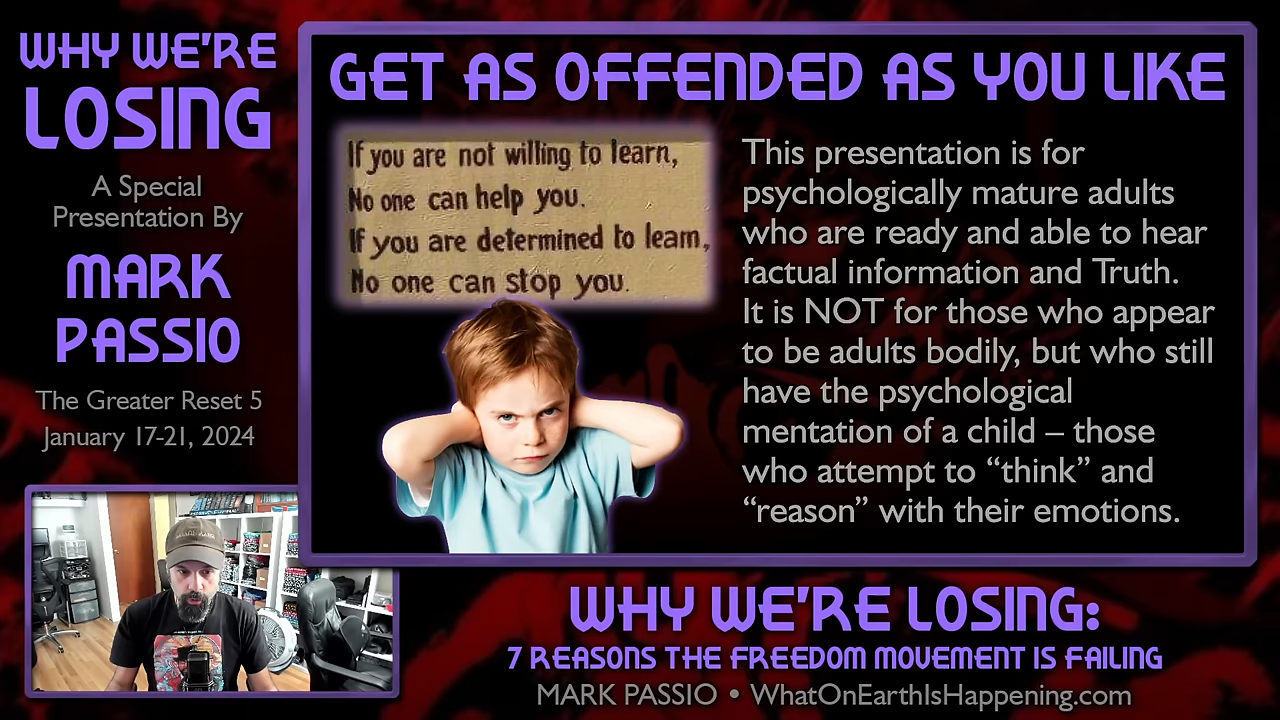 WHY WE'RE
LOSING
A Special
Presentation By
MARK
PASSIO
The Greater Reset 5
January 17-21, 2024
GET AS OFFENDED AS YOU LIKE
If you are not willing to learn,
No one can help you.
If you are determined to learn,
No one can stop you.
This presentation is for
psychologically mature adults
who are ready and able to hear
factual information and Truth.
It is NOT for those who appear
to be adults bodily, but who still
have the psychological
mentation of a child – those
who attempt to “think” and
“reason” with their emotions.
WHY WE'RE LOSING:
7 REASONS THE FREEDOM MOVEMENT IS FAILING
MARK PASSIO • WhatOnEarthIsHappening.com